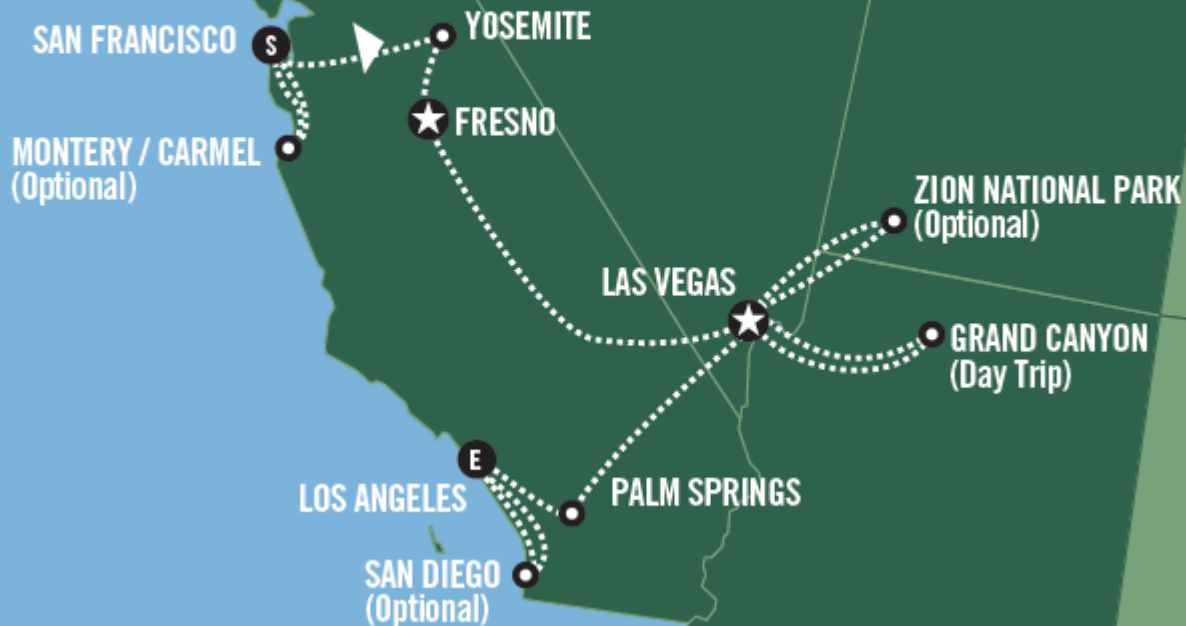 SAN FRANCISCO
S
YOSEMITE
FRESNO
MONTERY / CARMEL
(Optional)
ZION NATIONAL PARK
(Optional)
LAS VEGAS
GRAND CANYON
(Day Trip)
E
LOS ANGELES
PALM SPRINGS
SAN DIEGO
(Optional)